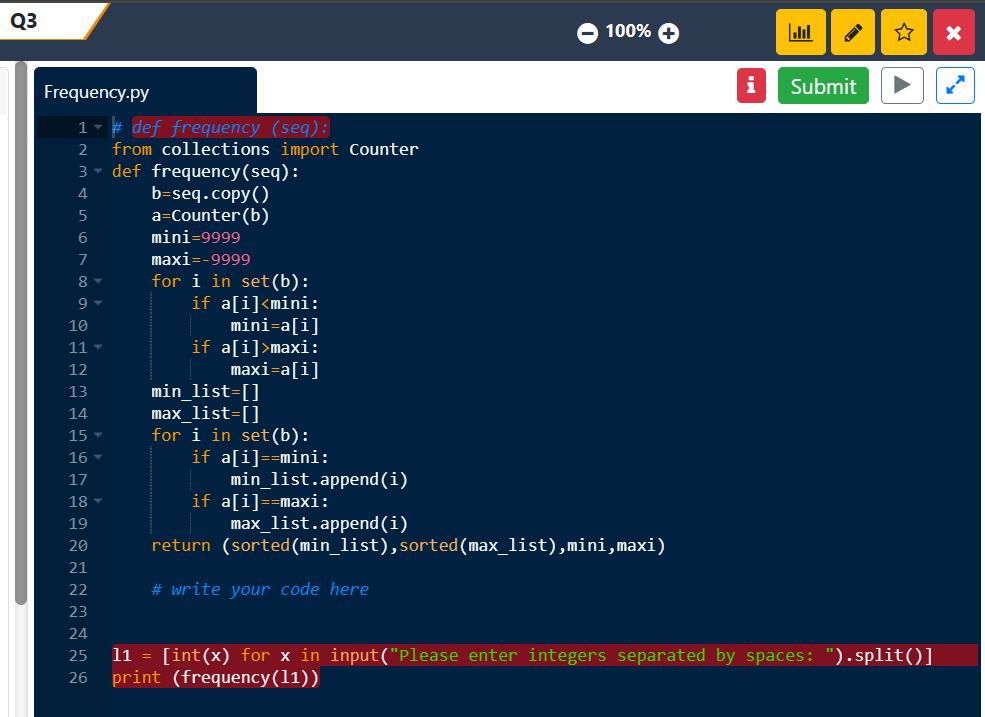 Q3
100%
Frequency.py
Submit
1 # def frequency (seq):
2 from collections import Counter
3 def frequency(seq):
4     b=seq.copy()
5     a=Counter(b)
6     mini=9999
7     maxi=-9999
8     for i in set(b):
9         if a[i]<mini:
10             mini=a[i]
11         if a[i]>maxi:
12             maxi=a[i]
13     min_list=[]
14     max_list=[]
15     for i in set(b):
16         if a[i]==mini:
17             min_list.append(i)
18         if a[i]==maxi:
19             max_list.append(i)
20     return (sorted(min_list),sorted(max_list),mini,maxi)
21
22     # write your code here
23
24
25 l1 = [int(x) for x in input("Please enter integers separated by spaces: ").split()]
26 print (frequency(l1))